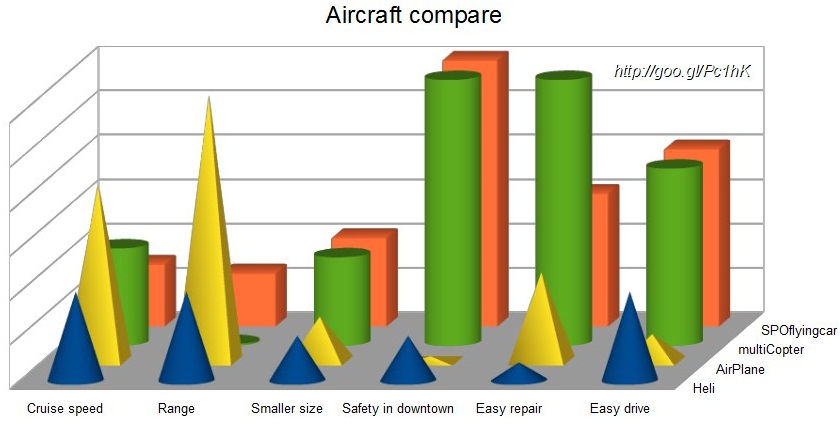 Aircraft compare
http://goo.gl/Pc1hK
SPOflyingcar
multiCopter
AirPlane
Heli
Cruise speed Range Smaller size Safety in downtown Easy repair Easy drive